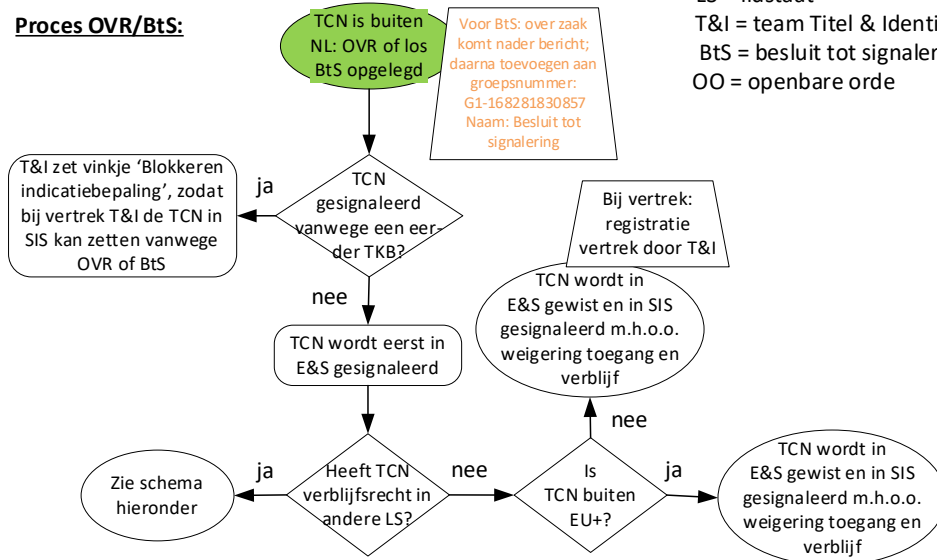 Proces OVR/BtS:
TCN is buiten
NL: OVR of los
BtS opgelegd
Voor BtS: over zaak
komt nader bericht;
daarna toevoegen aan
groepsnummer:
G1-168281830857
Naam: Besluit tot
signalering
T&I = team Titel & Identi
BtS = besluit tot signaler
OO = openbare orde
T&I zet vinkje ‘Blokkeren
indicatiebepaling’, zodat
bij vertrek T&I de TCN in
SIS kan zetten vanwege
OVR of BtS
ja
TCN
gesignaleerd
vanwege een eer-
der TKB?
nee
Bij vertrek:
registratie
vertrek door T&I
TCN wordt in
E&S gewist en in SIS
gesignaleerd m.h.o.o.
weigering toegang en
verblijf
TCN wordt eerst in
E&S gesignaleerd
nee
Zie schema
hieronder
ja
Heeft TCN
verblijfsrecht in
andere LS?
nee
Is
TCN buiten
EU+?
ja
TCN wordt in
E&S gewist en in SIS
gesignaleerd m.h.o.o.
weigering toegang en
verblijf